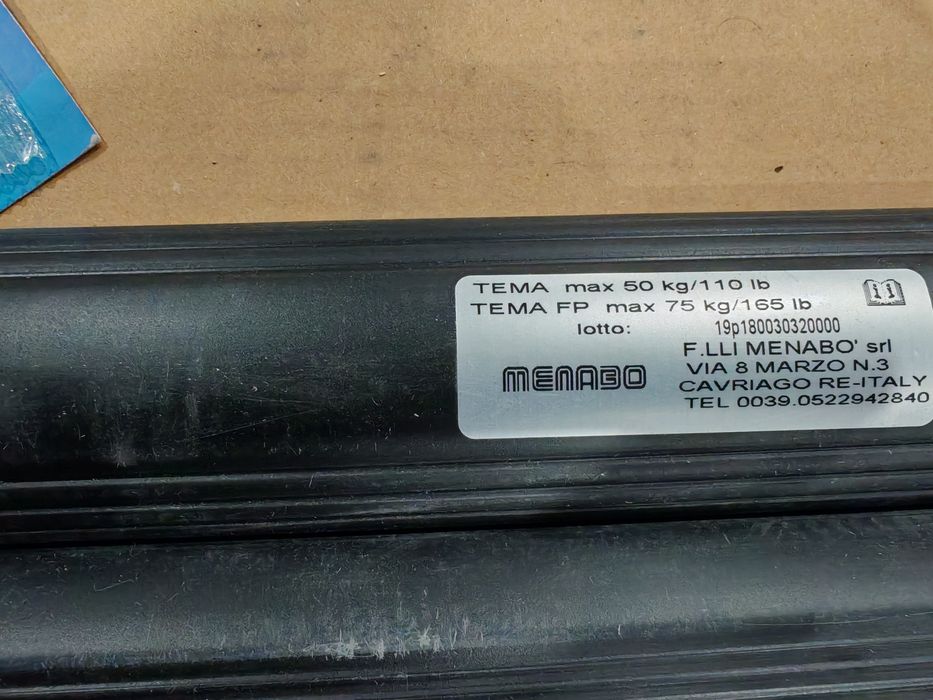 TEMA max 50 kg/110 lb
TEMA FP max 75 kg/165 lb
lotto: 19p180030320000
F.LLI MENABO' srl
VIA 8 MARZO N.3
MENABO
CAVRIAGO RE-ITALY
TEL 0039.0522942840